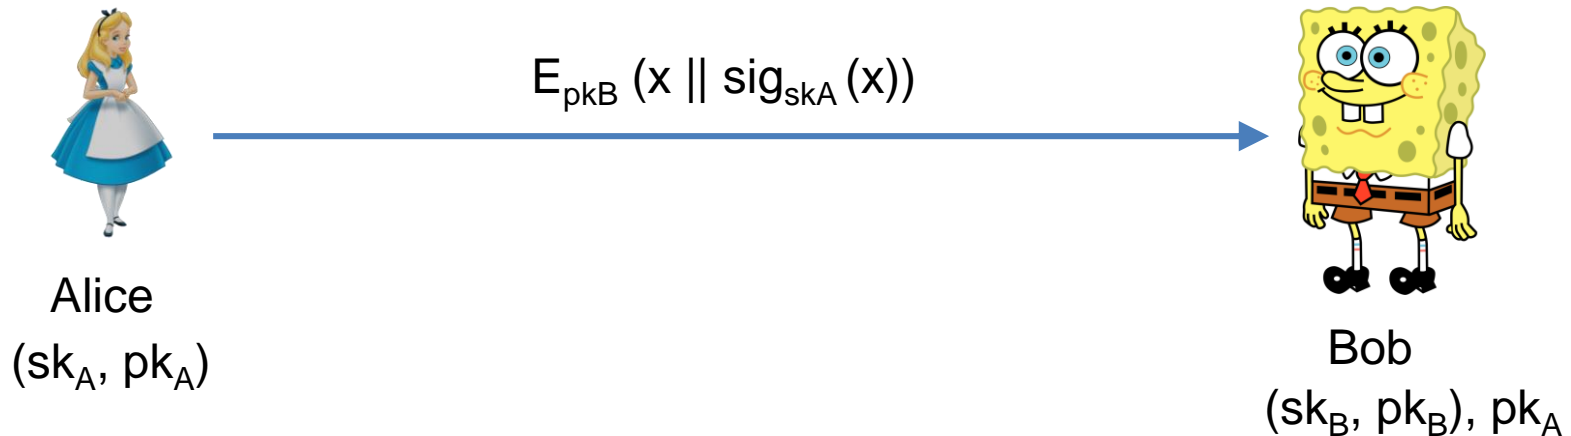 E_pkB (x || sig_skA (x))
Alice
(sk_A, pk_A)
Bob
(sk_B, pk_B), pk_A